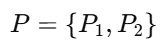 P = {P₁, P₂}